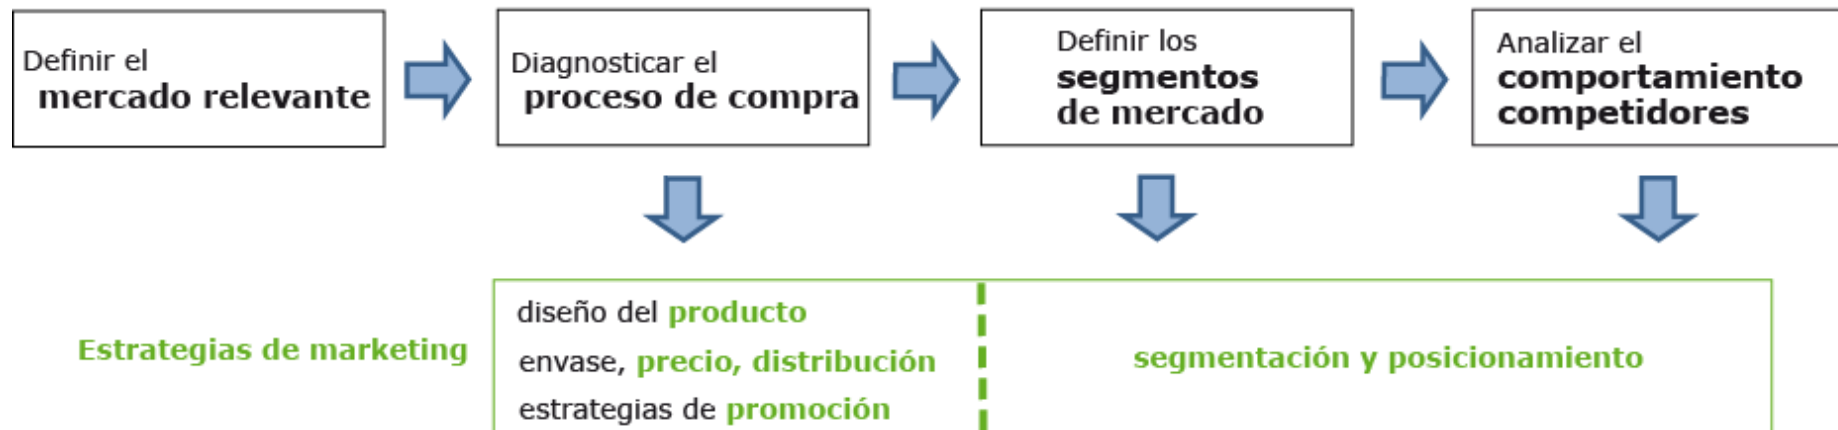 Definir el
mercado relevante
Diagnosticar el
proceso de compra
Definir los
segmentos
de mercado
Analizar el
comportamiento
competidores
Estrategias de marketing
diseño del producto
envase, precio, distribución
estrategias de promoción
segmentación y posicionamiento